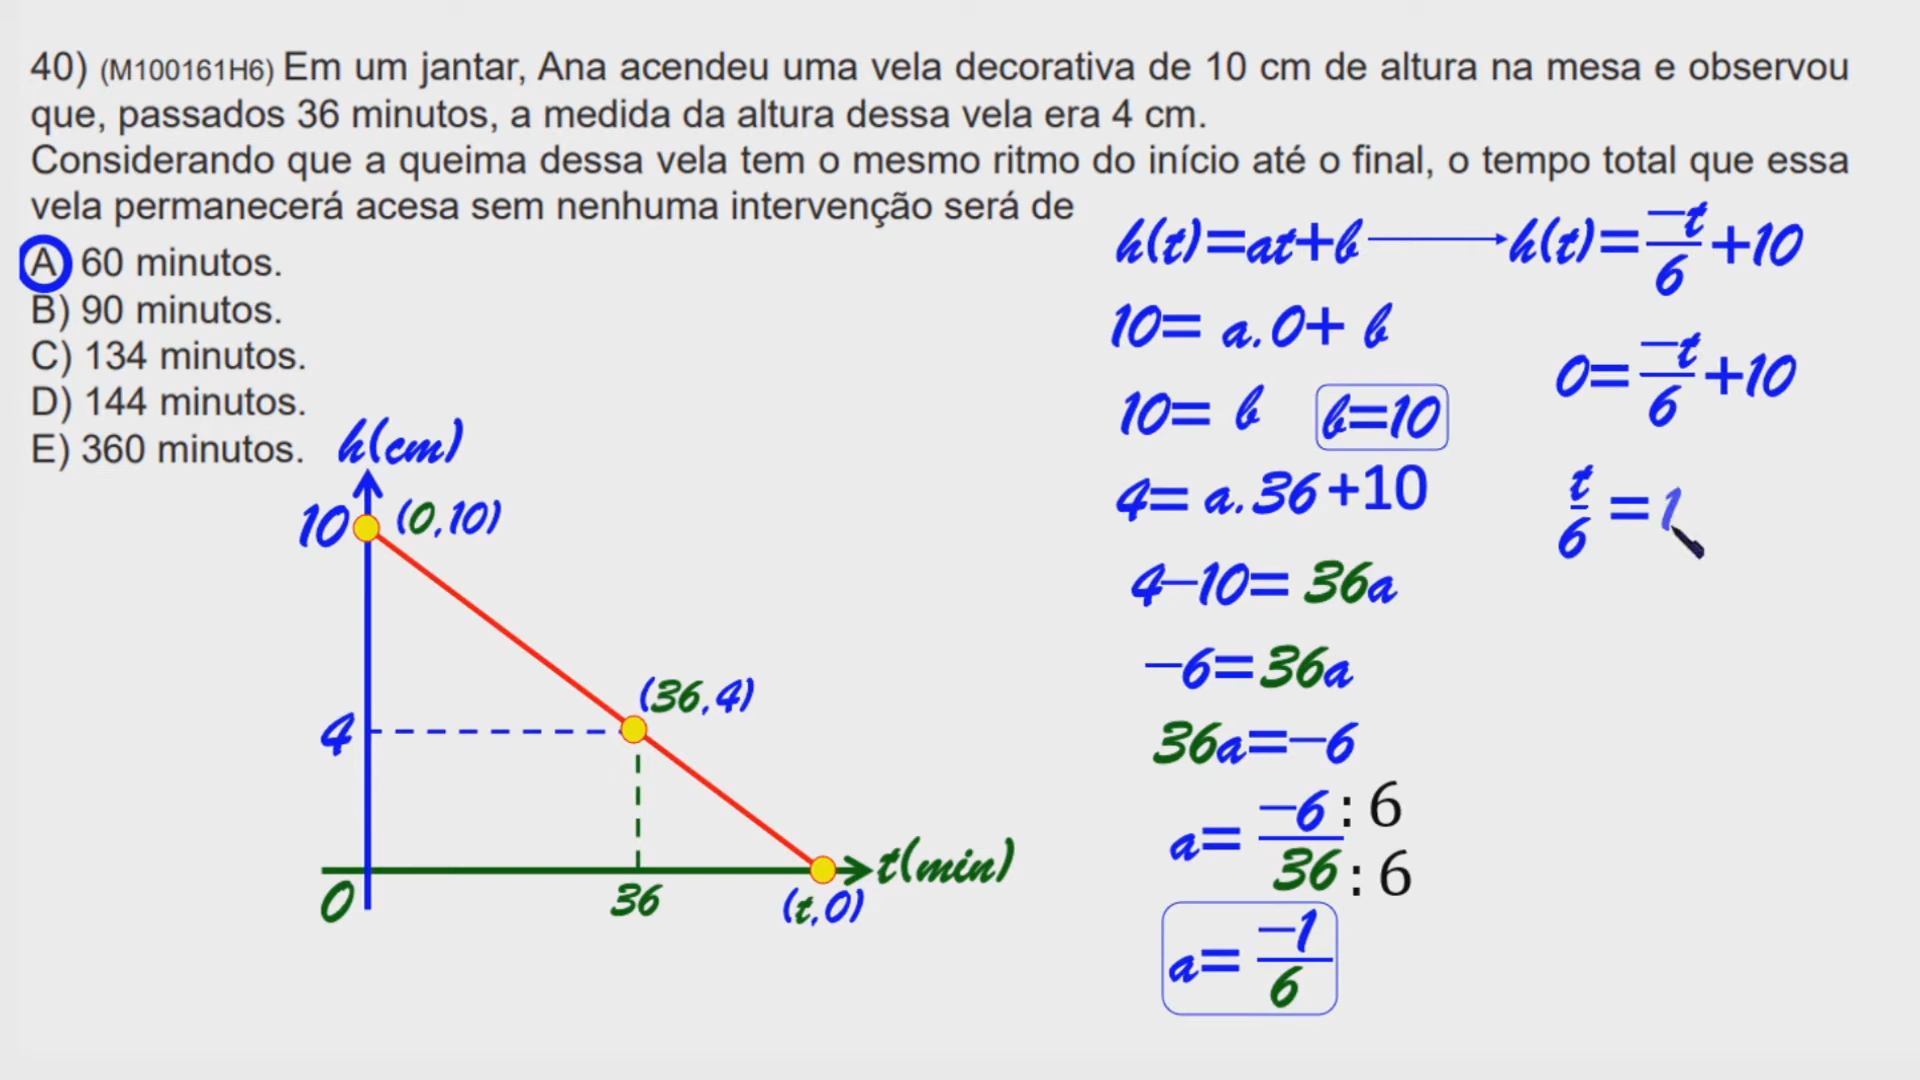 40) (M100161H6) Em um jantar, Ana acendeu uma vela decorativa de 10 cm de altura na mesa e observou
que, passados 36 minutos, a medida da altura dessa vela era 4 cm.
Considerando que a queima dessa vela tem o mesmo ritmo do início até o final, o tempo total que essa
vela permanecerá acesa sem nenhuma intervenção será de
A) 60 minutos.
B) 90 minutos.
C) 134 minutos.
D) 144 minutos.
E) 360 minutos.
h(cm)
10 (0,10)
(36,4)
4
t(min)
0 36 (t,0)
h(t)=at+b
10= a.0+ b
10= b b=10
4= a.36+10
4-10= 36a
-6=36a
36a=-6
a= -6:6
36:6
a= -1
6
h(t)= -t/6 +10
0= -t/6 +10
t/6 =1